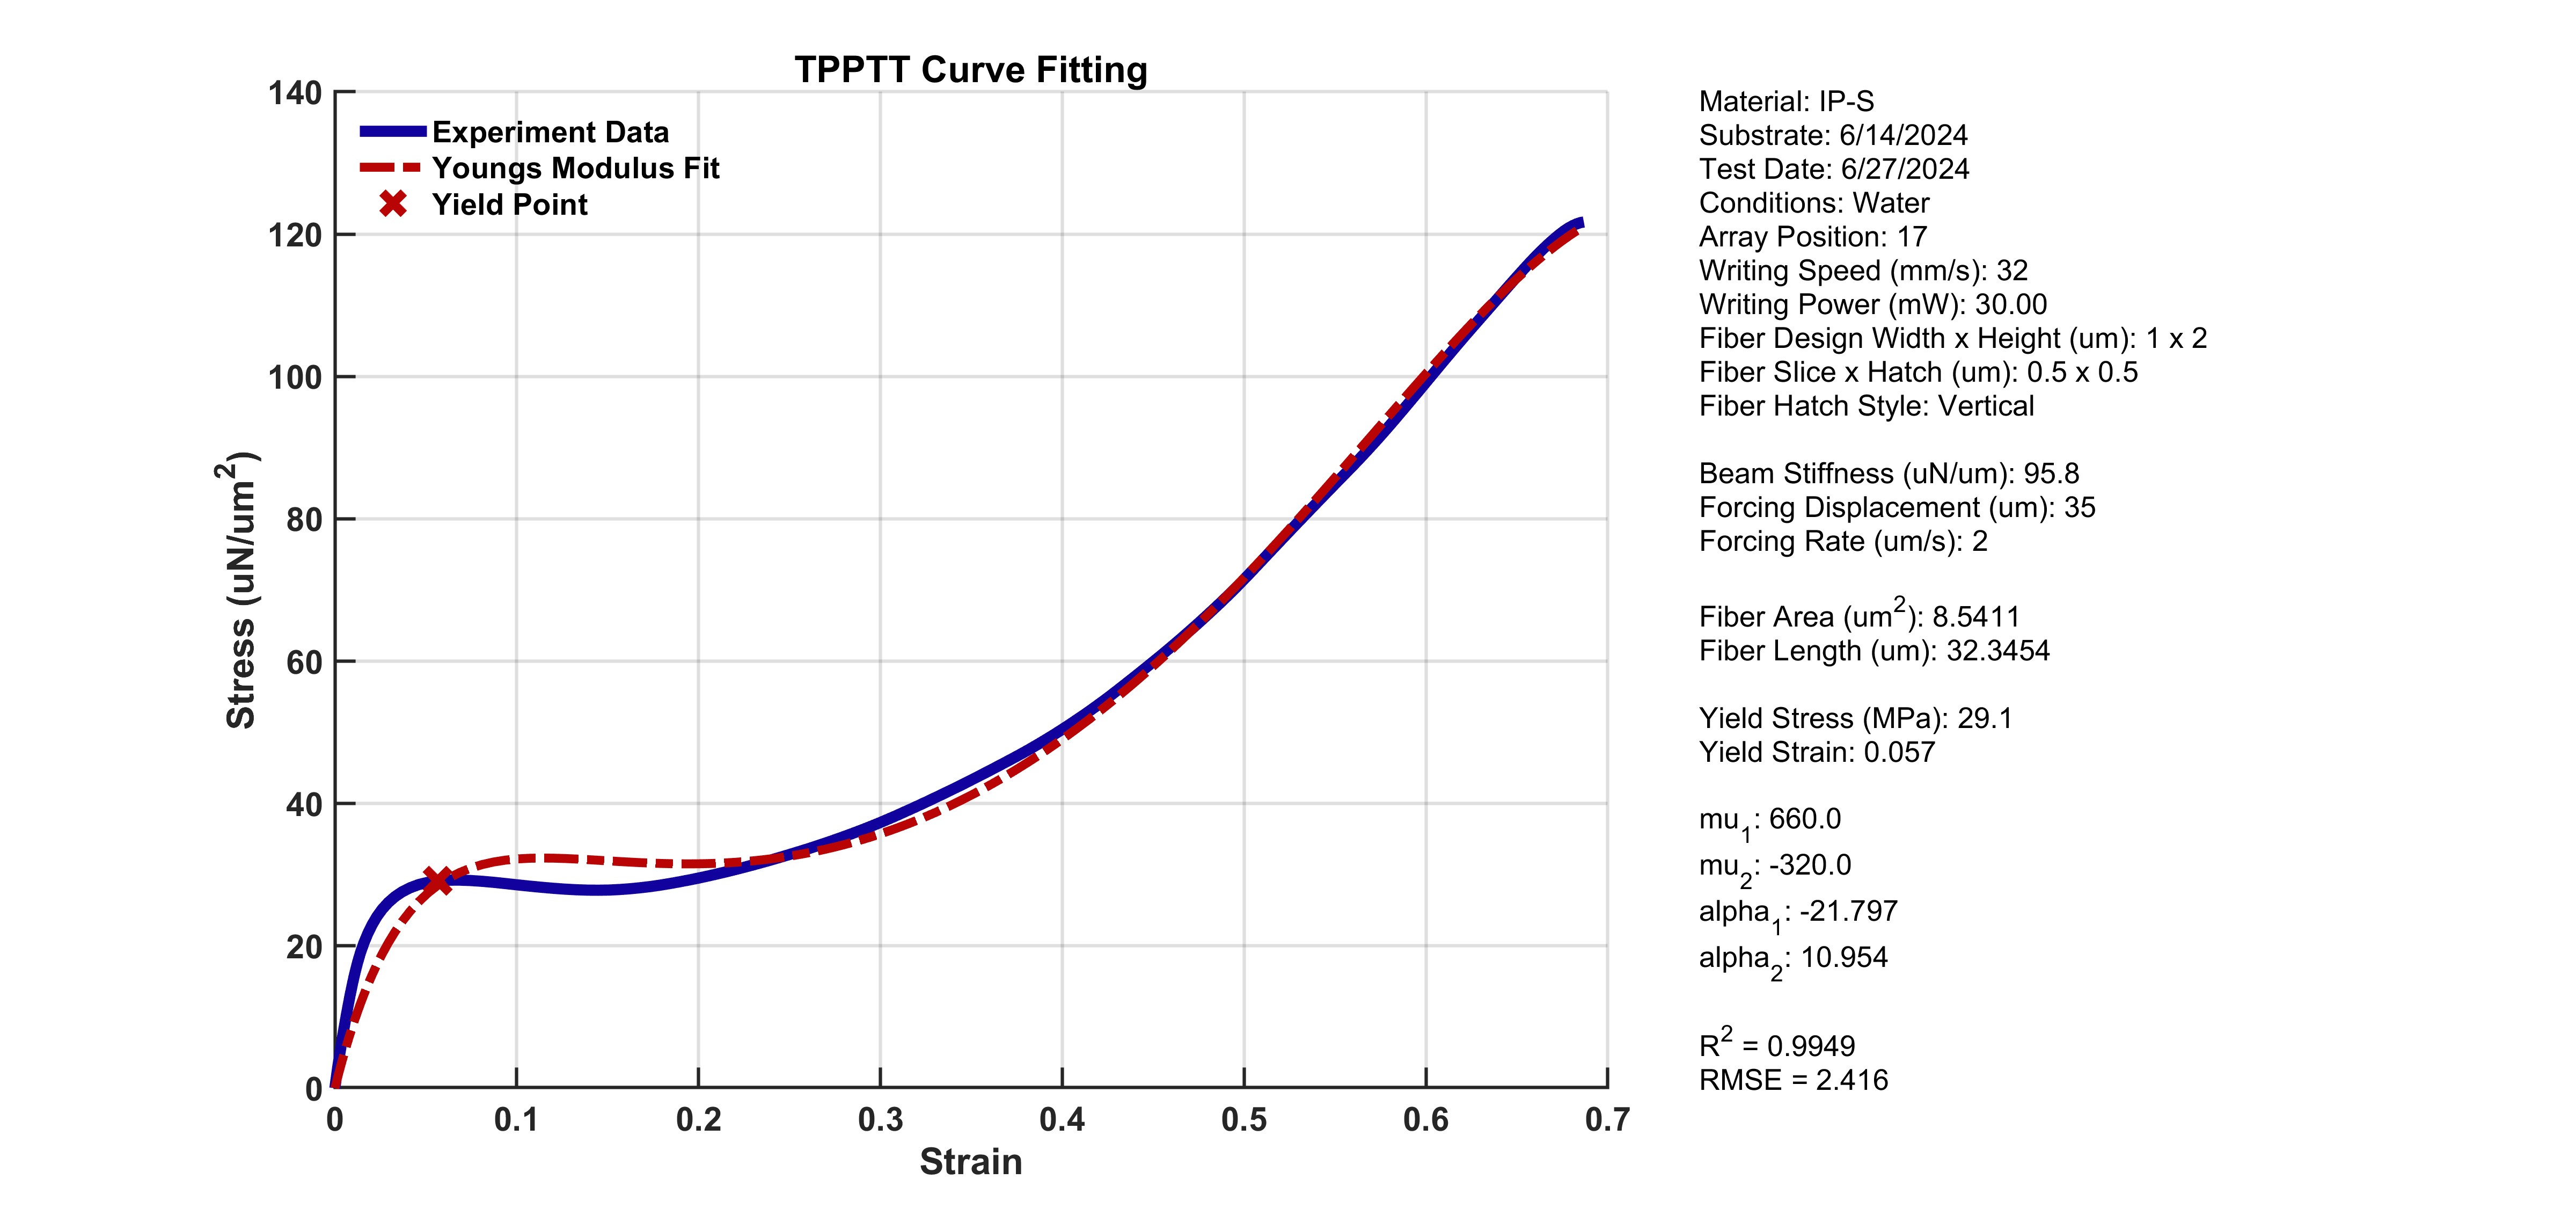 TPPTT Curve Fitting
140
120
100
80
60
40
20
0
Stress (uN/um²)
Experiment Data
Youngs Modulus Fit
Yield Point
0 0.1 0.2 0.3 0.4 0.5 0.6 0.7
Strain
Material: IP-S
Substrate: 6/14/2024
Test Date: 6/27/2024
Conditions: Water
Array Position: 17
Writing Speed (mm/s): 32
Writing Power (mW): 30.00
Fiber Design Width x Height (um): 1 x 2
Fiber Slice x Hatch (um): 0.5 x 0.5
Fiber Hatch Style: Vertical
Beam Stiffness (uN/um): 95.8
Forcing Displacement (um): 35
Forcing Rate (um/s): 2
Fiber Area (um²): 8.5411
Fiber Length (um): 32.3454
Yield Stress (MPa): 29.1
Yield Strain: 0.057
mu₁: 660.0
mu₂: -320.0
alpha₁: -21.797
alpha₂: 10.954
R² = 0.9949
RMSE = 2.416